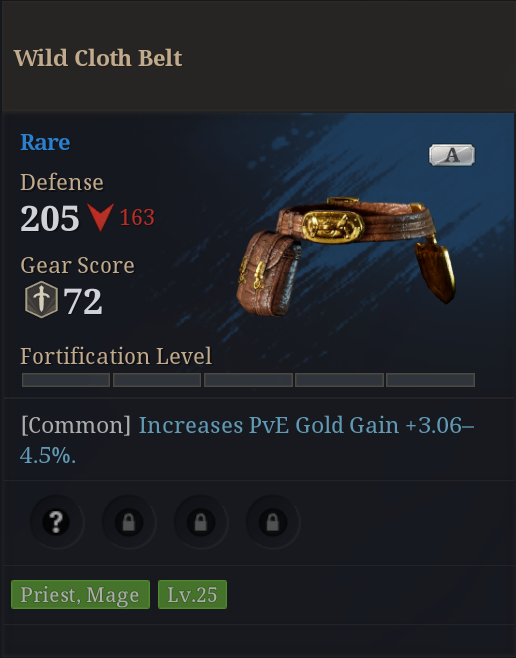 Wild Cloth Belt
Rare
A
Defense
205 163
Gear Score
72
Fortification Level
[Common] Increases PvE Gold Gain +3.06–
4.5%.
?
Priest, Mage Lv.25